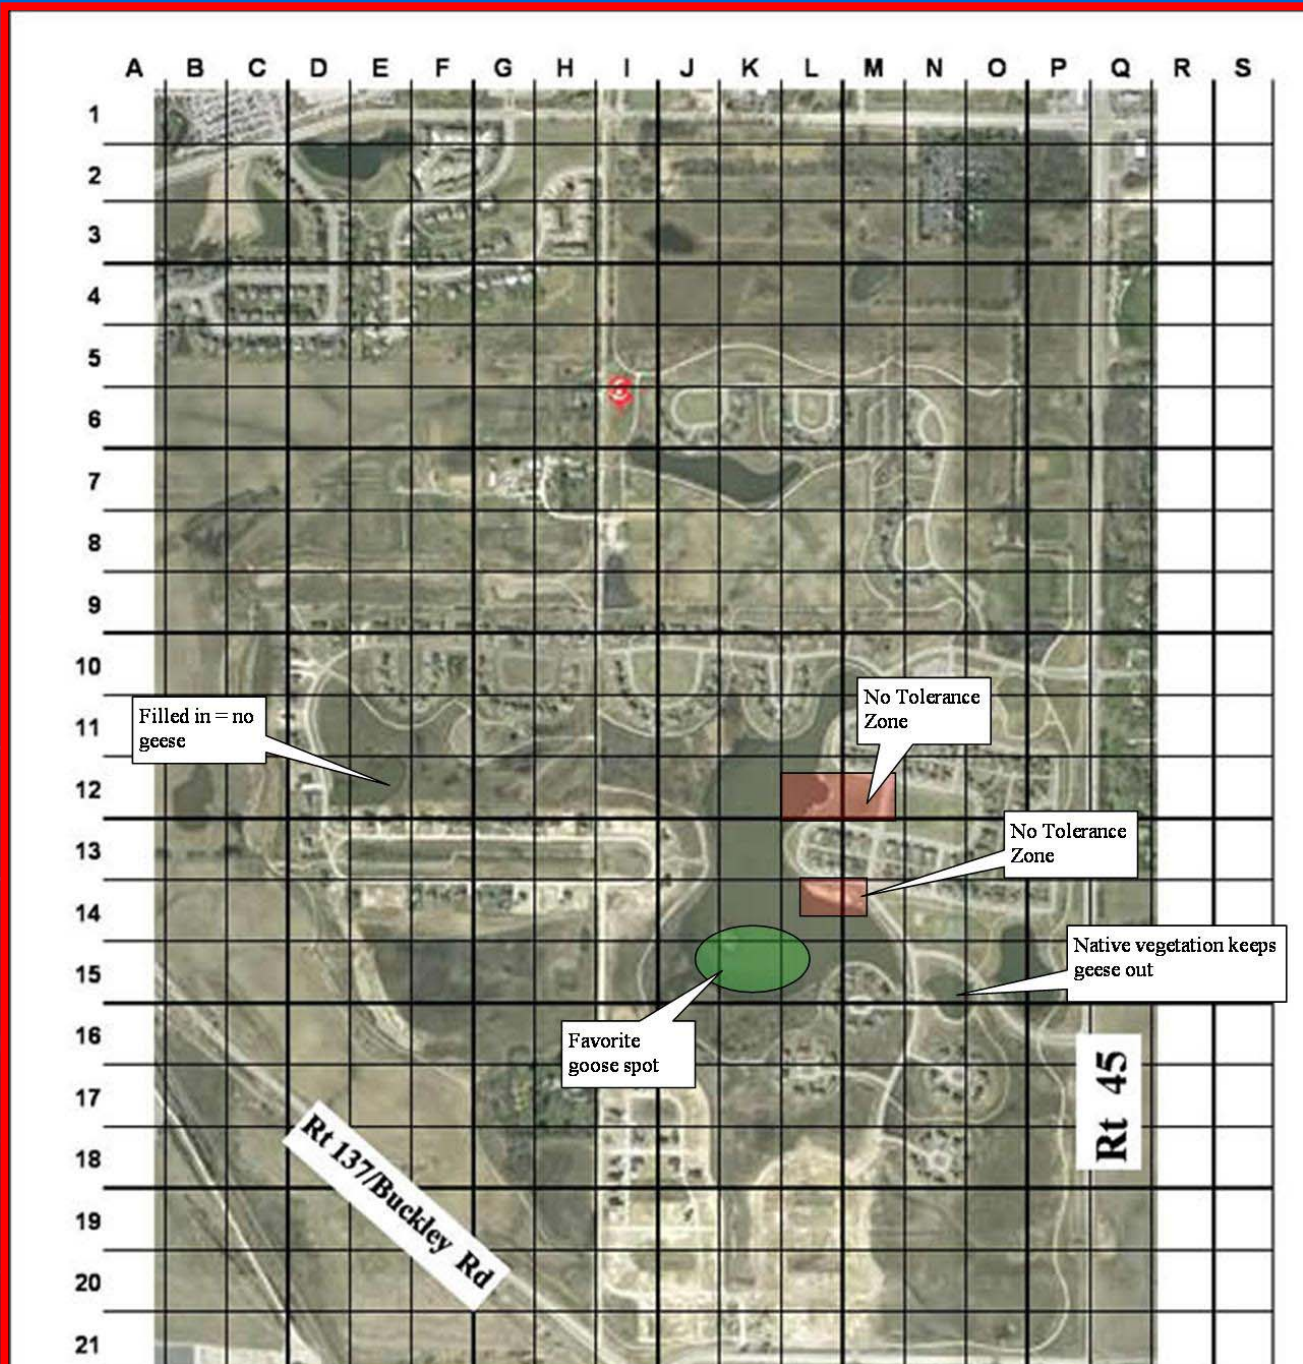 A B C D E F G H I J K L M N O P Q R S
1
2
3
4
5
6
7
8
9
10
11
12
13
14
15
16
17
18
19
20
21
No Tolerance
Zone
Filled in = no
geese
No Tolerance
Zone
Native vegetation keeps
geese out
Favorite
goose spot
Rt 45
Rt 137/Buckley Rd